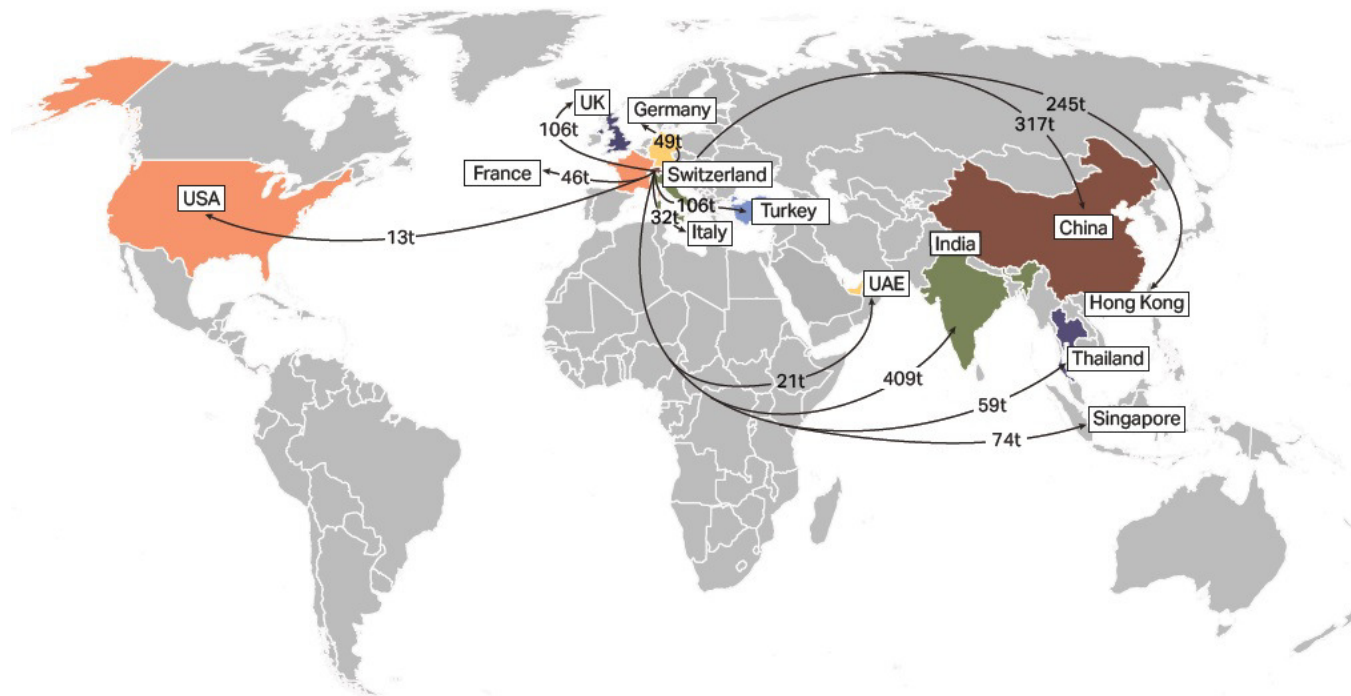 UK
Germany
245t
317t
106t
49t
France
46t
Switzerland
USA
106t
Turkey
32t
Italy
China
13t
India
UAE
Hong Kong
Thailand
21t
409t
59t
Singapore
74t